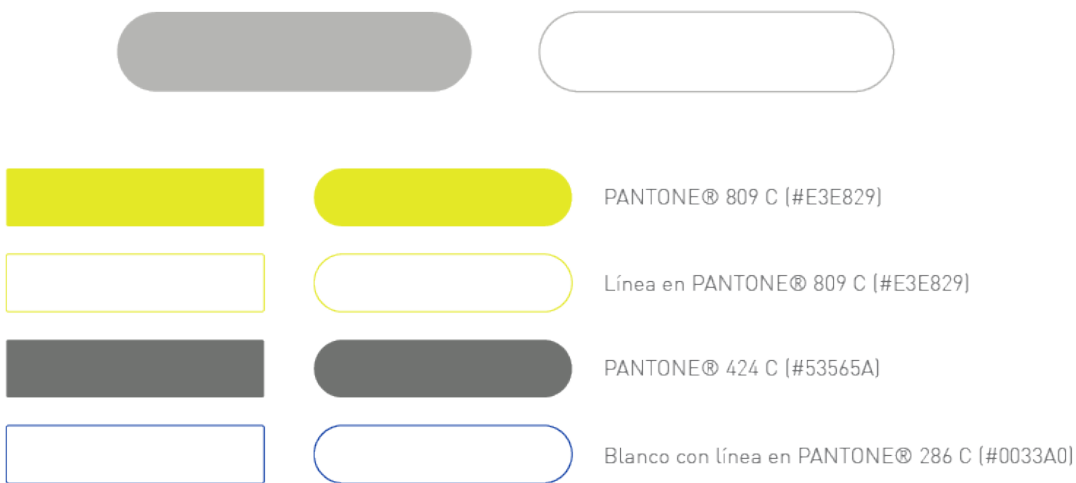 PANTONE® 809 C (#E3E829)
Línea en PANTONE® 809 C (#E3E829)
PANTONE® 424 C (#53565A)
Blanco con línea en PANTONE® 286 C (#0033A0)